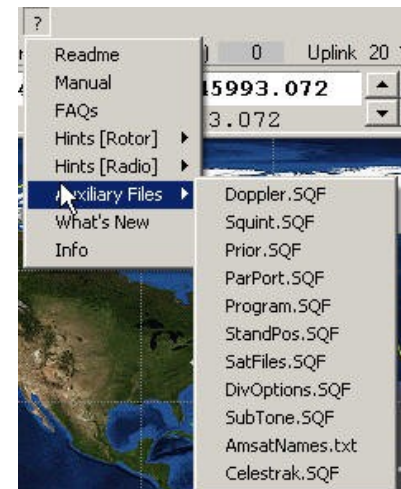 ?
0 Uplink 20
Readme
Manual
15993.072
FAQs
3.072
Hints [Rotor]
Hints [Radio]
Auxiliary Files
What's New
Info
Doppler.SQF
Squint.SQF
Prior.SQF
ParPort.SQF
Program.SQF
StandPos.SQF
SatFiles.SQF
DivOptions.SQF
SubTone.SQF
AmsatNames.txt
Celestrak.SQF